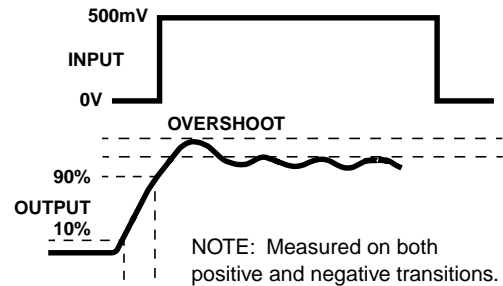 500mV
INPUT
0V
OVERSHOOT
90%
OUTPUT
10%
NOTE: Measured on both
positive and negative transitions.